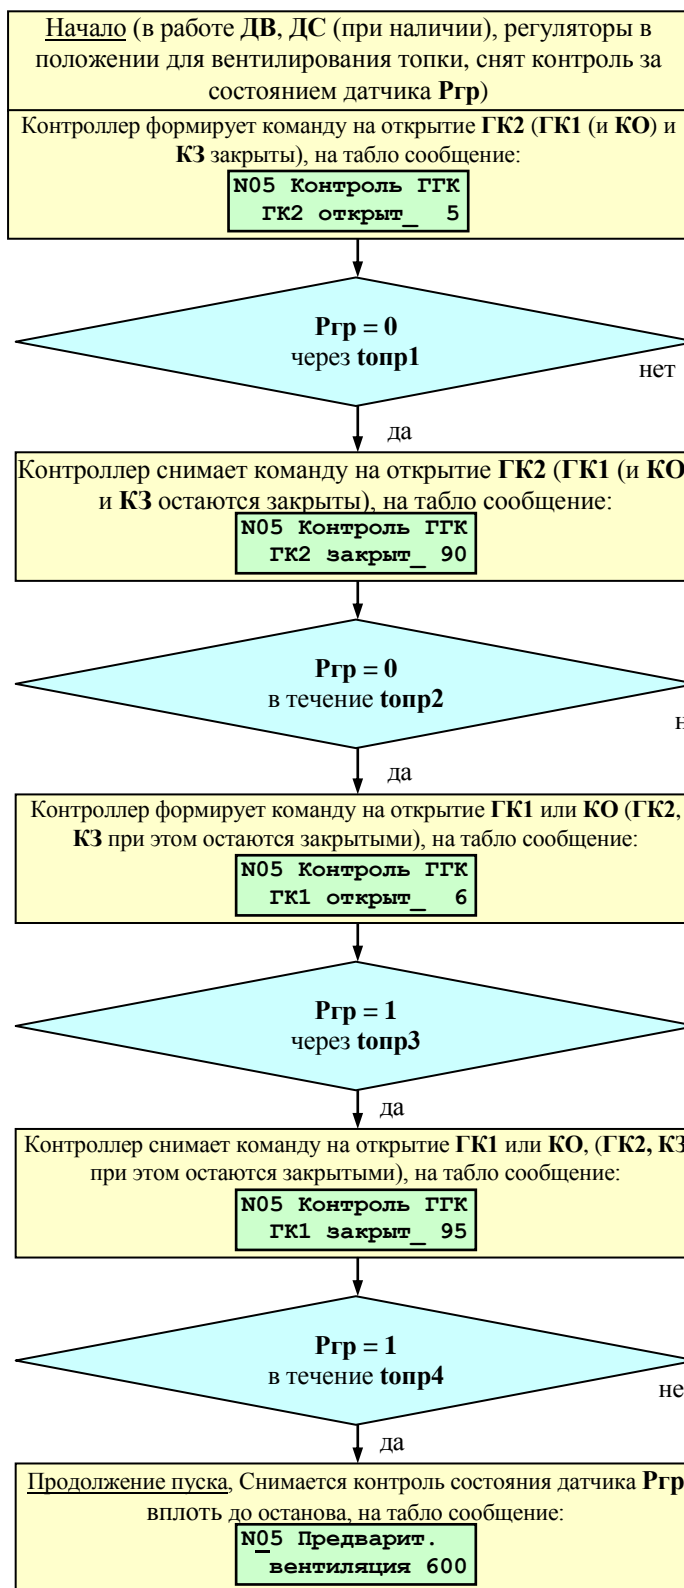 Начало (в работе ДВ, ДС (при наличии), регуляторы в
положении для вентилирования топки, снят контроль за
состоянием датчика Ргр)
Контроллер формирует команду на открытие ГК2 (ГК1 (и КО) и
КЗ закрыты), на табло сообщение:
N05 Контроль ГГК
ГК2 открыт_ 5
Ргр = 0
через tопр1
нет
да
Контроллер снимает команду на открытие ГК2 (ГК1 (и КО)
и КЗ остаются закрыты), на табло сообщение:
N05 Контроль ГГК
ГК2 закрыт_ 90
Ргр = 0
в течение tопр2
н
да
Контроллер формирует команду на открытие ГК1 или КО (ГК2,
КЗ при этом остаются закрытыми), на табло сообщение:
N05 Контроль ГГК
ГК1 открыт_ 6
Ргр = 1
через tопр3
да
Контроллер снимает команду на открытие ГК1 или КО, (ГК2, КЗ
при этом остаются закрытыми), на табло сообщение:
N05 Контроль ГГК
ГК1 закрыт_ 95
Ргр = 1
в течение tопр4
не
да
Продолжение пуска, Снимается контроль состояния датчика Ргр
вплоть до останова, на табло сообщение:
N05 Предварит.
вентиляция 600